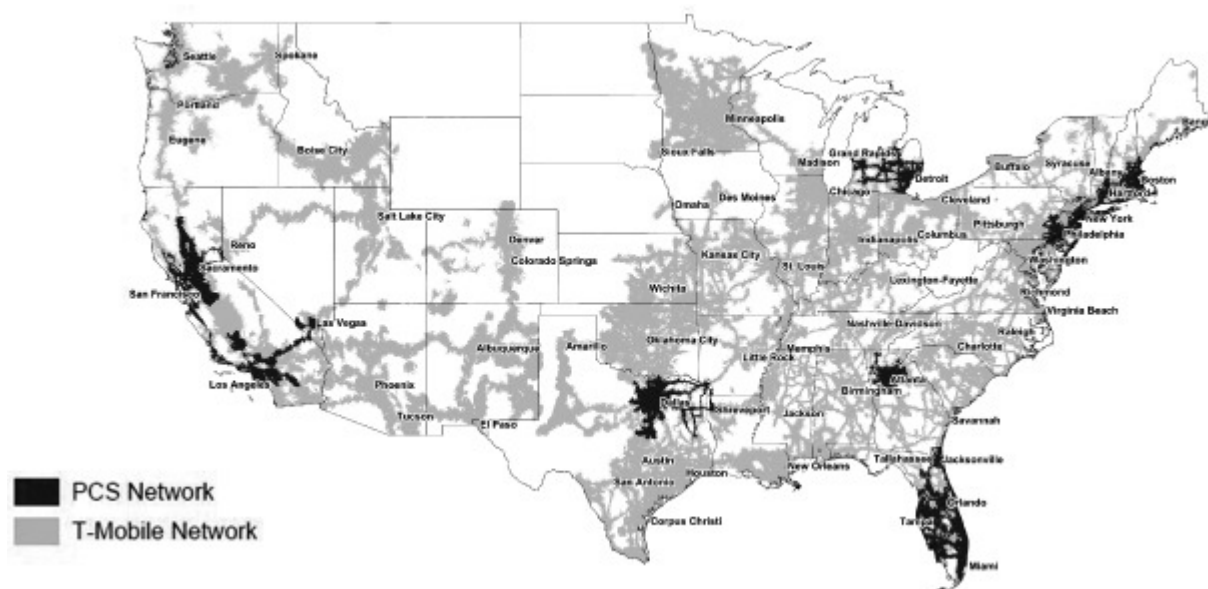 Seattle
Spokane
Portland
Eugene
Boise City
Minneapolis
Sioux Falls
Madison
Grand Rapids
Detroit
Chicago
Buffalo
Syracuse
Albany
Boston
Hartford
New York
Cleveland
Omaha
Des Moines
Salt Lake City
Reno
Sacramento
San Francisco
Denver
Colorado Springs
Kansas City
St. Louis
Indianapolis
Columbus
Pittsburgh
Philadelphia
Washington
Lexington-Fayette
Richmond
Virginia Beach
Las Vegas
Wichita
Nashville-Davidson
Raleigh
Charlotte
Los Angeles
Phoenix
Tucson
Albuquerque
Amarillo
Oklahoma City
Little Rock
Memphis
Birmingham
Atlanta
El Paso
Dallas
Shreveport
Jackson
Savannah
Austin
San Antonio
Houston
New Orleans
Tallahassee
Jacksonville
Orlando
Tampa
Miami
Corpus Christi
PCS Network
T-Mobile Network